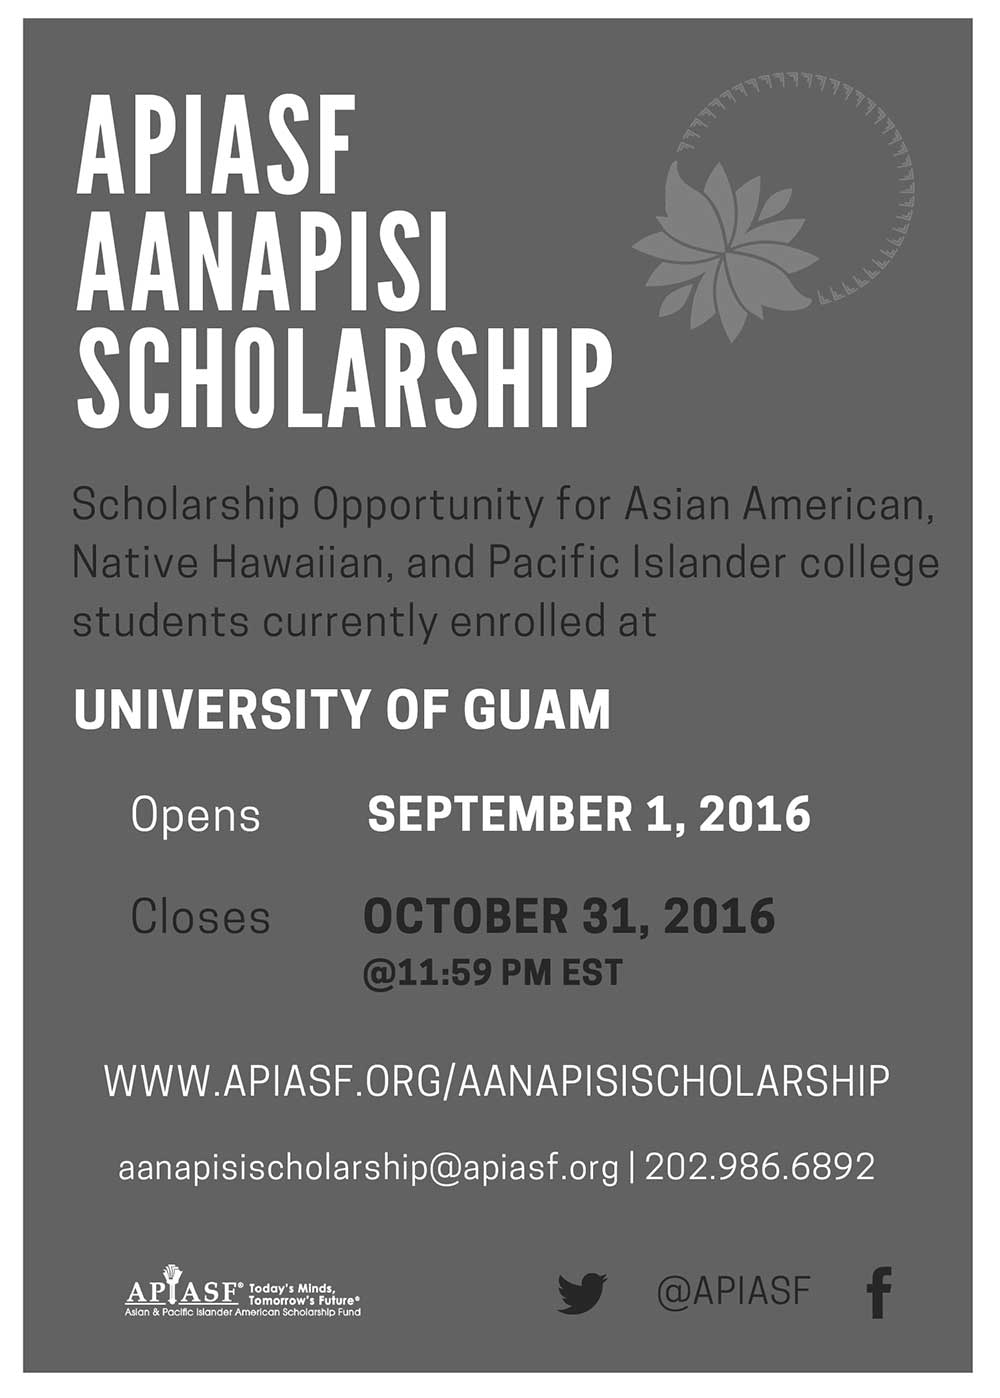 APIASF
AANAPISI
SCHOLARSHIP
Scholarship Opportunity for Asian American,
Native Hawaiian, and Pacific Islander college
students currently enrolled at
UNIVERSITY OF GUAM
Opens SEPTEMBER 1, 2016
Closes OCTOBER 31, 2016
@11:59 PM EST
WWW.APIASF.ORG/AANAPISISCHOLARSHIP
aanapisischolarship@apiasf.org | 202.986.6892
APIASF® Today's Minds,
Tomorrow's Future®
Asian & Pacific Islander American Scholarship Fund
@APIASF